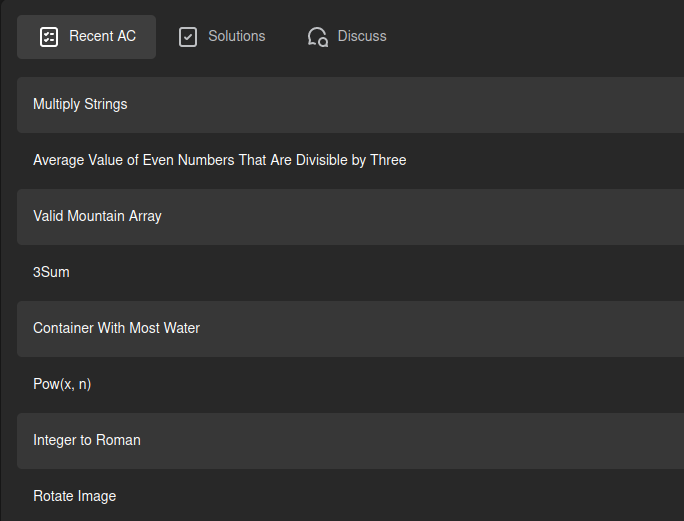 Recent AC Solutions Discuss
Multiply Strings
Average Value of Even Numbers That Are Divisible by Three
Valid Mountain Array
3Sum
Container With Most Water
Pow(x, n)
Integer to Roman
Rotate Image